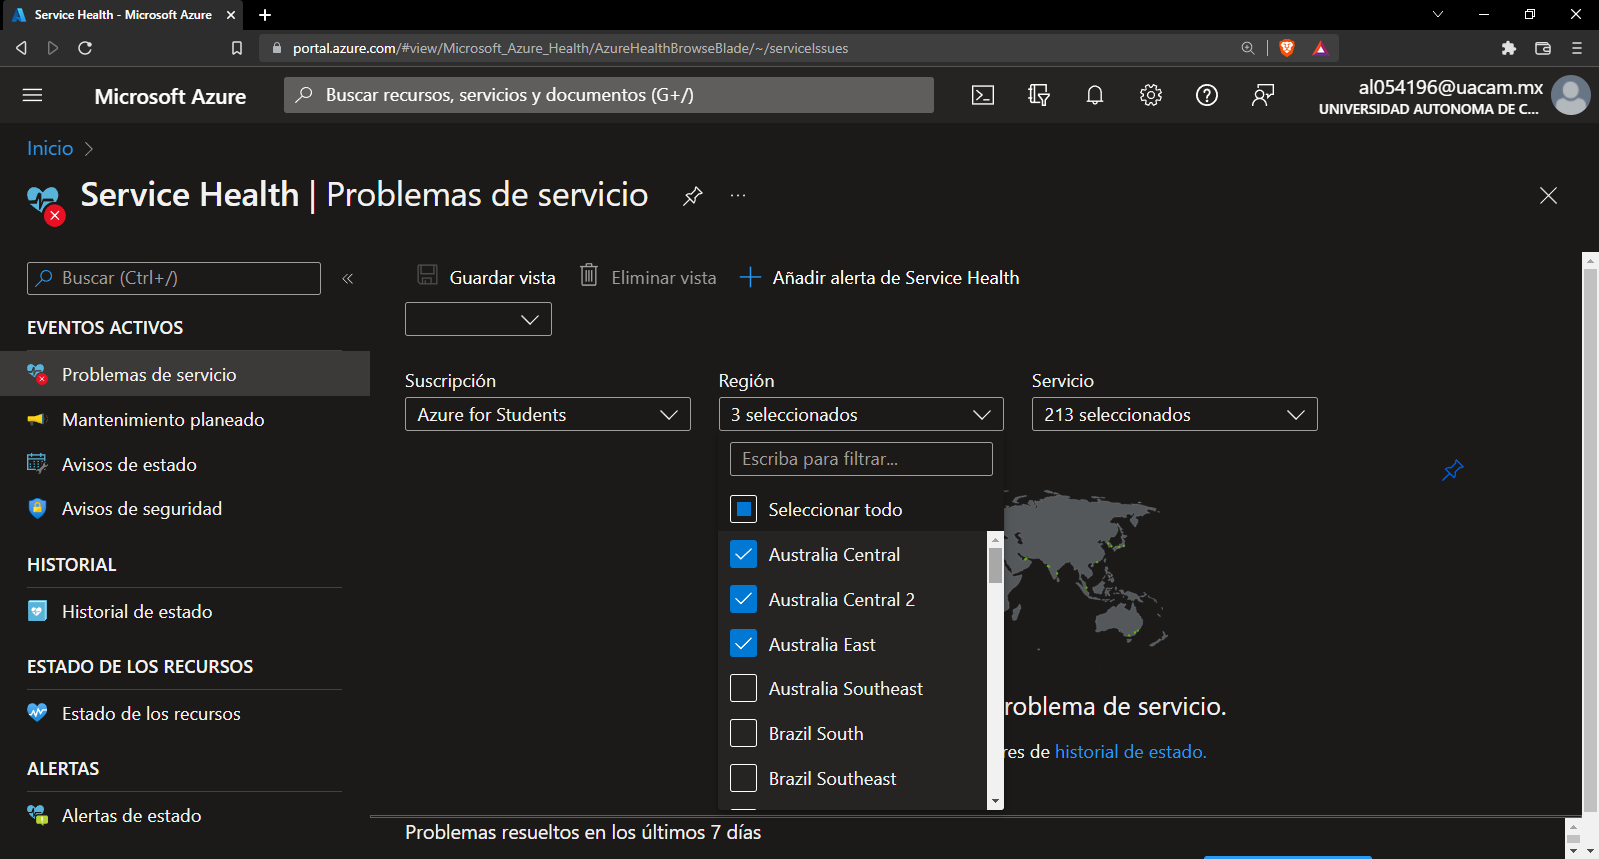 Service Health - Microsoft Azure
portal.azure.com/#view/Microsoft_Azure_Health/AzureHealthBrowseBlade/~/serviceIssues
Microsoft Azure
Buscar recursos, servicios y documentos (G+/)
al054196@uacam.mx
UNIVERSIDAD AUTONOMA DE C...
Inicio
Service Health | Problemas de servicio
Buscar (Ctrl+/)
Guardar vista
Eliminar vista
Añadir alerta de Service Health
EVENTOS ACTIVOS
Problemas de servicio
Mantenimiento planeado
Avisos de estado
Avisos de seguridad
HISTORIAL
Historial de estado
ESTADO DE LOS RECURSOS
Estado de los recursos
ALERTAS
Alertas de estado
Suscripción
Azure for Students
Región
3 seleccionados
Servicio
213 seleccionados
Escriba para filtrar...
Seleccionar todo
Australia Central
Australia Central 2
Australia East
Australia Southeast
Brazil South
Brazil Southeast
roblema de servicio.
res de historial de estado.
Problemas resueltos en los últimos 7 días